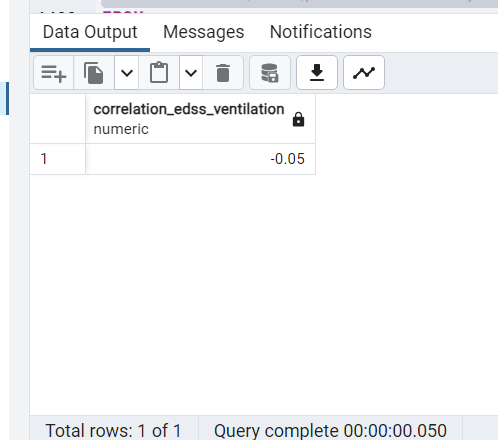 Data Output Messages Notifications
correlation_edss_ventilation
numeric
1 -0.05
Total rows: 1 of 1 Query complete 00:00:00.050